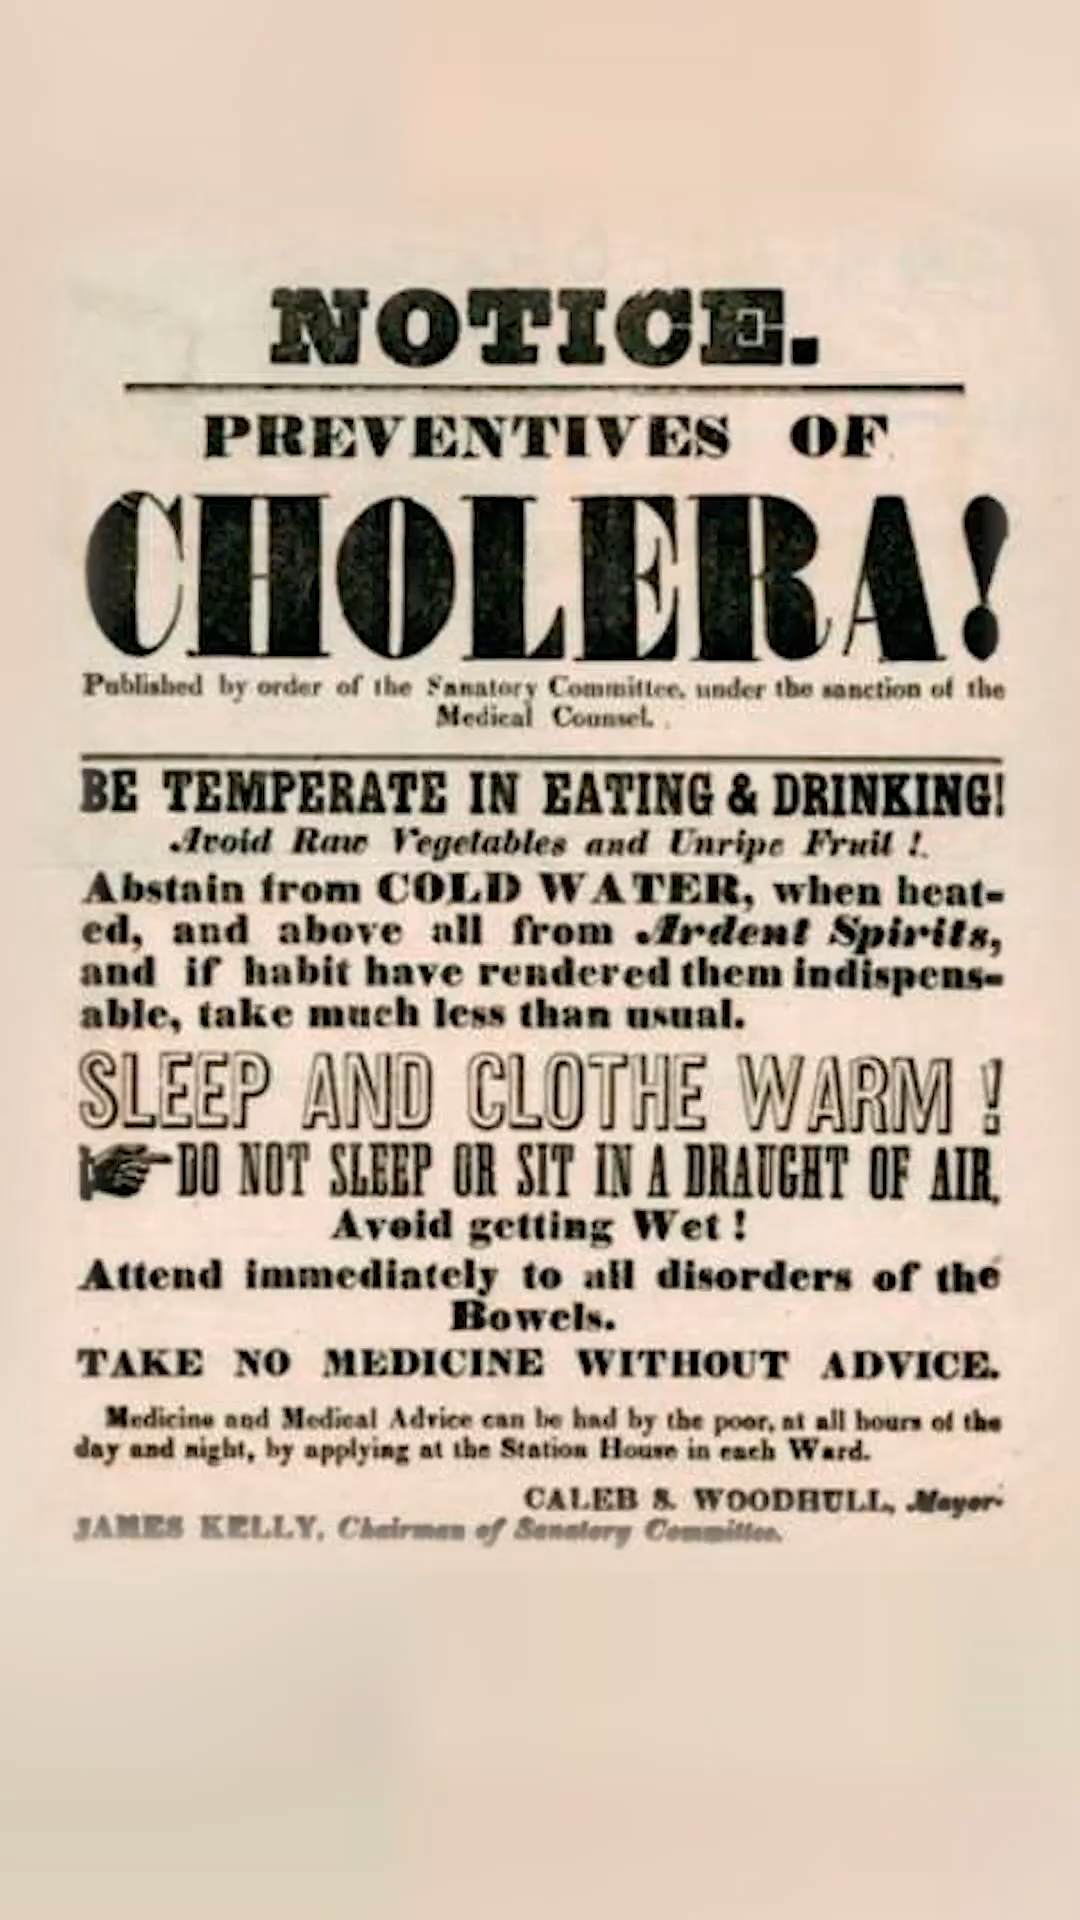 NOTICE.
PREVENTIVES OF
CHOLERA!
Published by order of the Sanatory Committee, under the sanction of the
Medical Counsel.
BE TEMPERATE IN EATING & DRINKING!
Avoid Raw Vegetables and Unripe Fruit !
Abstain from COLD WATER, when heat-
ed, and above all from Ardent Spirits,
and if habit have rendered them indispens-
able, take much less than usual.
SLEEP AND CLOTHE WARM !
DO NOT SLEEP OR SIT IN A DRAUGHT OF AIR,
Avoid getting Wet !
Attend immediately to all disorders of the
Bowels.
TAKE NO MEDICINE WITHOUT ADVICE.
Medicine and Medical Advice can be had by the poor, at all hours of the
day and night, by applying at the Station House in each Ward.
CALEB S. WOODHULL, Mayor.
JAMES KELLY, Chairman of Sanatory Committee.